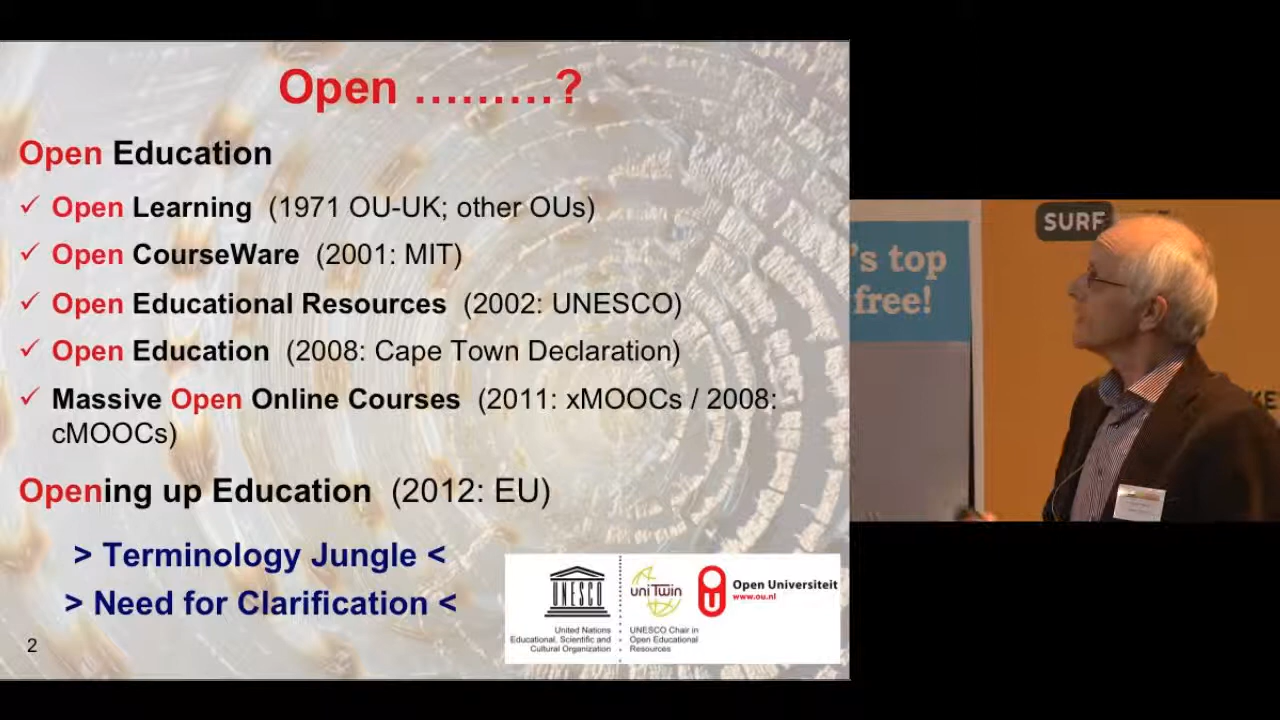 Open .........?
Open Education
✓ Open Learning (1971 OU-UK; other OUs)
✓ Open CourseWare (2001: MIT)
✓ Open Educational Resources (2002: UNESCO)
✓ Open Education (2008: Cape Town Declaration)
✓ Massive Open Online Courses (2011: xMOOCs / 2008:
cMOOCs)
Opening up Education (2012: EU)
> Terminology Jungle <
> Need for Clarification <
2
UNESCO
United Nations
Educational, Scientific and
Cultural Organization
uniTwin
UNESCO Chair in
Open Educational
Resources
Open Universiteit
www.ou.nl
SURF
's top
free!